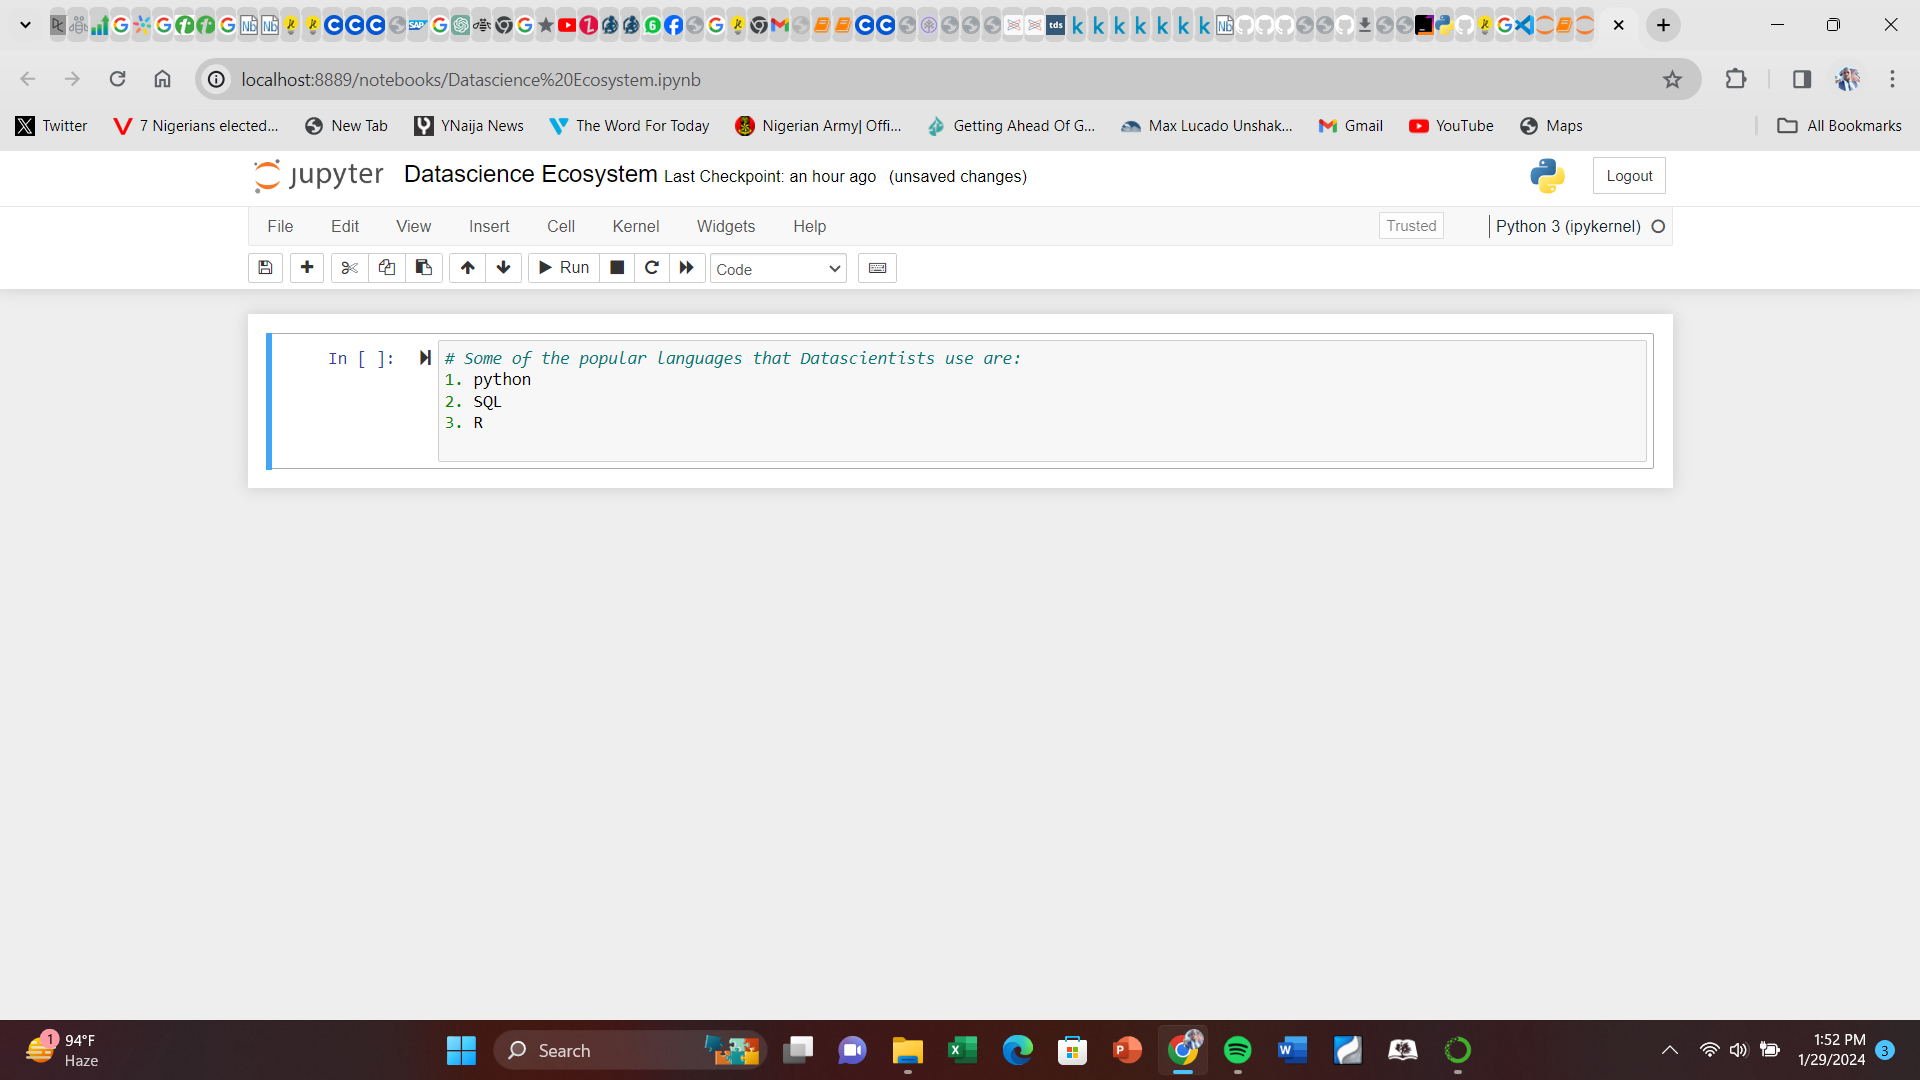 localhost:8889/notebooks/Datascience%20Ecosystem.ipynb
Twitter
7 Nigerians elected...
New Tab
YNaija News
The Word For Today
Nigerian Army| Offi...
Getting Ahead Of G...
Max Lucado Unshak...
Gmail
YouTube
Maps
All Bookmarks
jupyter Datascience Ecosystem Last Checkpoint: an hour ago (unsaved changes)
Logout
File Edit View Insert Cell Kernel Widgets Help
Trusted
Python 3 (ipykernel)
Run
Code
In [ ]:
# Some of the popular languages that Datascientists use are:
1. python
2. SQL
3. R
1
94°F
Haze
Search
1:52 PM
1/29/2024
3